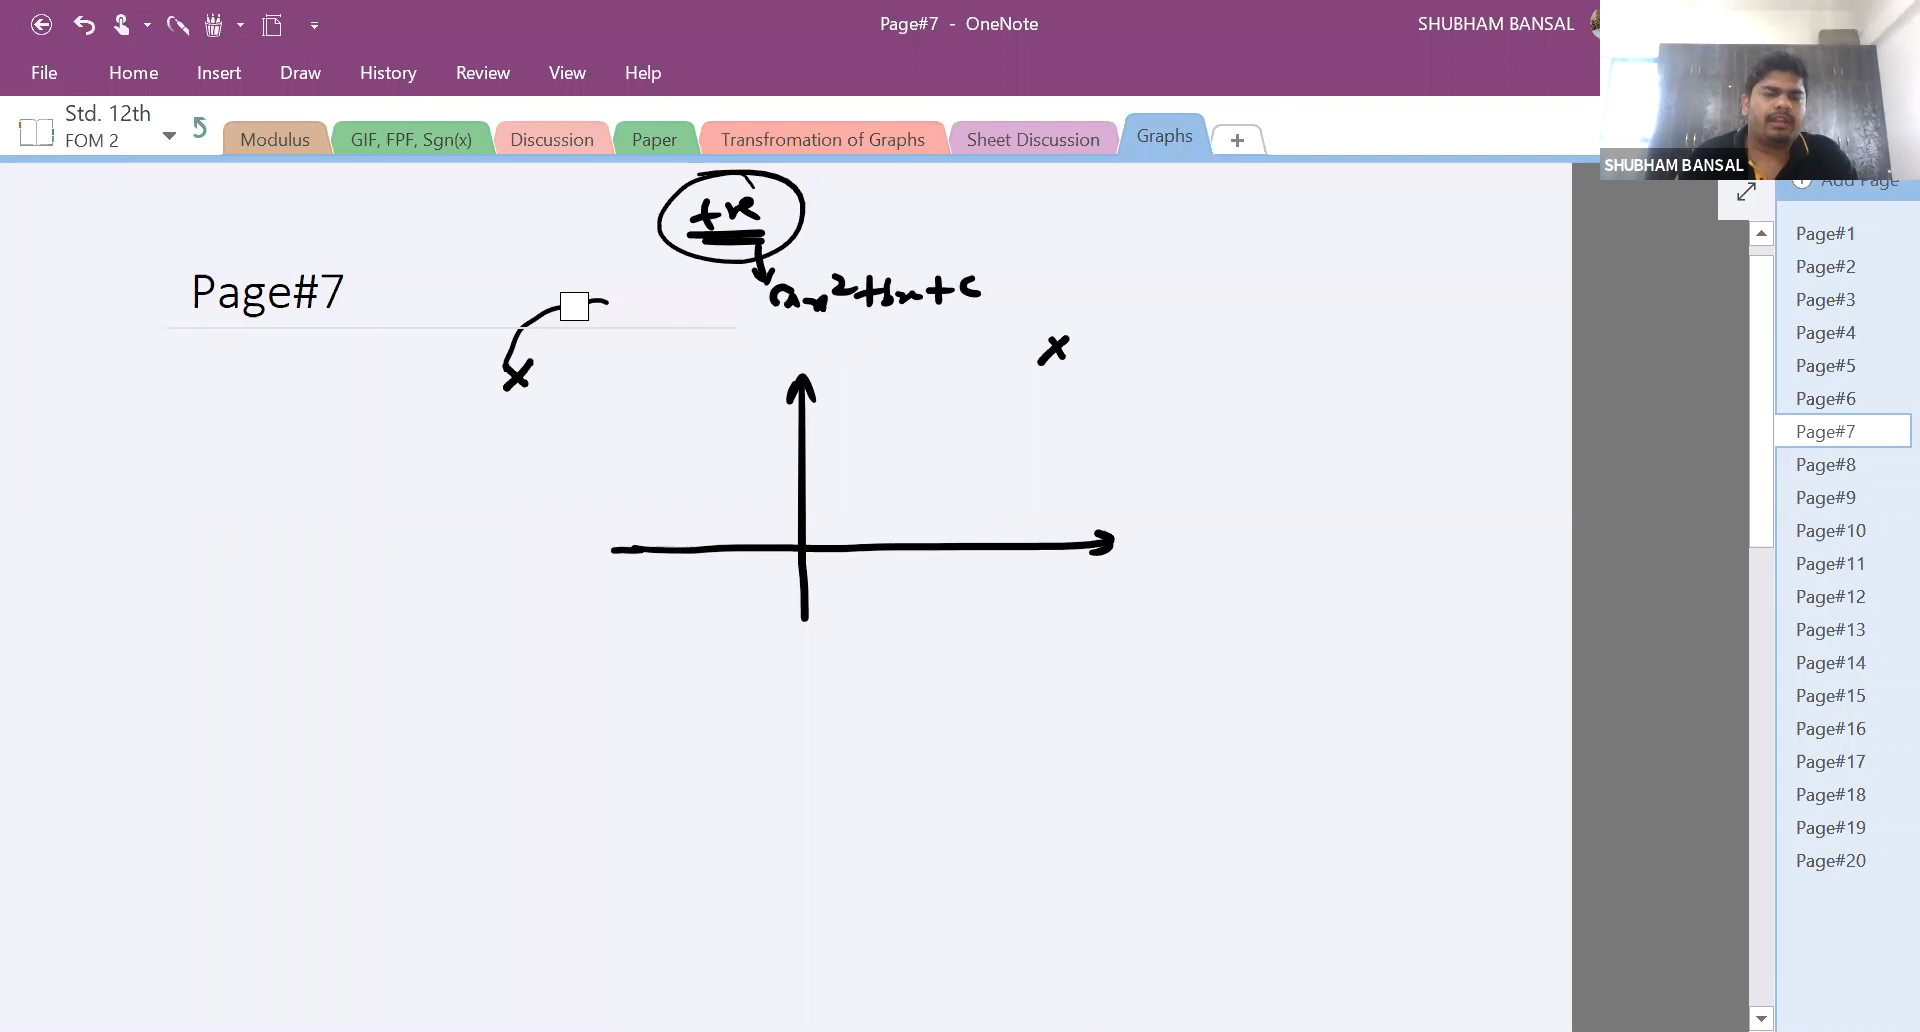 Page#7 - OneNote
SHUBHAM BANSAL
File Home Insert Draw History Review View Help
Std. 12th
FOM 2
Modulus GIF, FPF, Sgn(x) Discussion Paper Transfromation of Graphs Sheet Discussion Graphs +
SHUBHAM BANSAL
Add Page
+ve
ax²+bx+c
Page#7
x
x
Page#1
Page#2
Page#3
Page#4
Page#5
Page#6
Page#7
Page#8
Page#9
Page#10
Page#11
Page#12
Page#13
Page#14
Page#15
Page#16
Page#17
Page#18
Page#19
Page#20